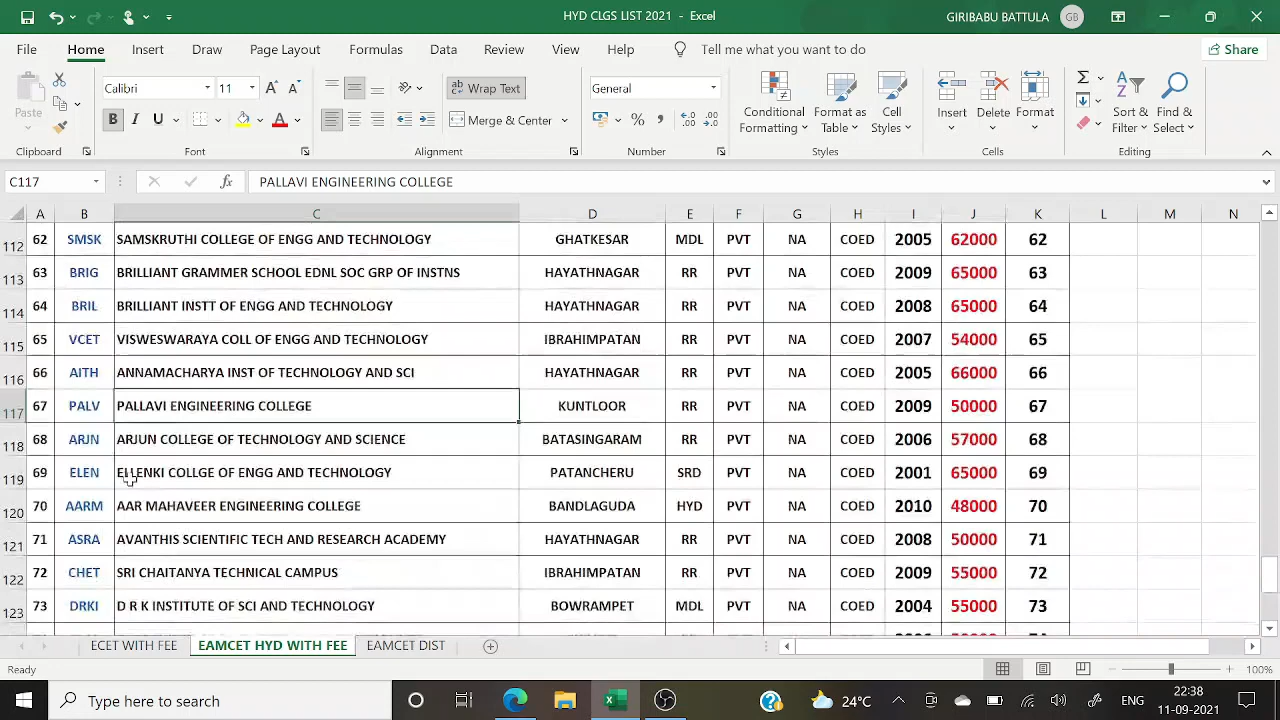 HYD CLGS LIST 2021 - Excel
GIRIBABU BATTULA GB
File Home Insert Draw Page Layout Formulas Data Review View Help Tell me what you want to do Share
Paste
Calibri 11
B I U
Wrap Text
Merge & Center
General
Conditional Formatting
Format as Table
Cell Styles
Insert Delete Format
Sort & Filter
Find & Select
Clipboard Font Alignment Number Styles Cells Editing
C117 fx PALLAVI ENGINEERING COLLEGE
A B C D E F G H I J K L M N
112 62 SMSK SAMSKRUTHI COLLEGE OF ENGG AND TECHNOLOGY GHATKESAR MDL PVT NA COED 2005 62000 62
113 63 BRIG BRILLIANT GRAMMER SCHOOL EDNL SOC GRP OF INSTNS HAYATHNAGAR RR PVT NA COED 2009 65000 63
114 64 BRIL BRILLIANT INSTT OF ENGG AND TECHNOLOGY HAYATHNAGAR RR PVT NA COED 2008 65000 64
115 65 VCET VISWESWARAYA COLL OF ENGG AND TECHNOLOGY IBRAHIMPATAN RR PVT NA COED 2007 54000 65
116 66 AITH ANNAMACHARYA INST OF TECHNOLOGY AND SCI HAYATHNAGAR RR PVT NA COED 2005 66000 66
117 67 PALV PALLAVI ENGINEERING COLLEGE KUNTLOOR RR PVT NA COED 2009 50000 67
118 68 ARJN ARJUN COLLEGE OF TECHNOLOGY AND SCIENCE BATASINGARAM RR PVT NA COED 2006 57000 68
119 69 ELEN ELLENKI COLLGE OF ENGG AND TECHNOLOGY PATANCHERU SRD PVT NA COED 2001 65000 69
120 70 AARM AAR MAHAVEER ENGINEERING COLLEGE BANDLAGUDA HYD PVT NA COED 2010 48000 70
121 71 ASRA AVANTHIS SCIENTIFIC TECH AND RESEARCH ACADEMY HAYATHNAGAR RR PVT NA COED 2008 50000 71
122 72 CHET SRI CHAITANYA TECHNICAL CAMPUS IBRAHIMPATAN RR PVT NA COED 2009 55000 72
123 73 DRKI D R K INSTITUTE OF SCI AND TECHNOLOGY BOWRAMPET MDL PVT NA COED 2004 55000 73
ECET WITH FEE EAMCET HYD WITH FEE EAMCET DIST
Ready 100%
Type here to search 24°C ENG 22:38
11-09-2021